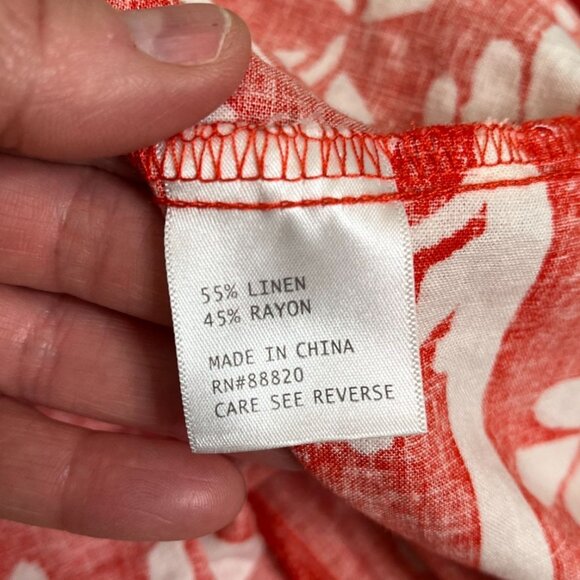 55% LINEN
45% RAYON
MADE IN CHINA
RN#88820
CARE SEE REVERSE